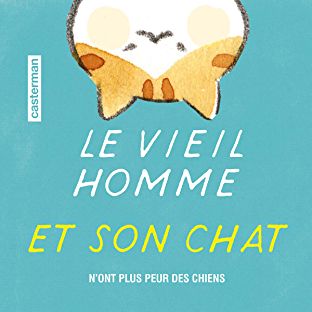 casterman
LE VIEIL
HOMME
ET SON CHAT
N'ONT PLUS PEUR DES CHIENS